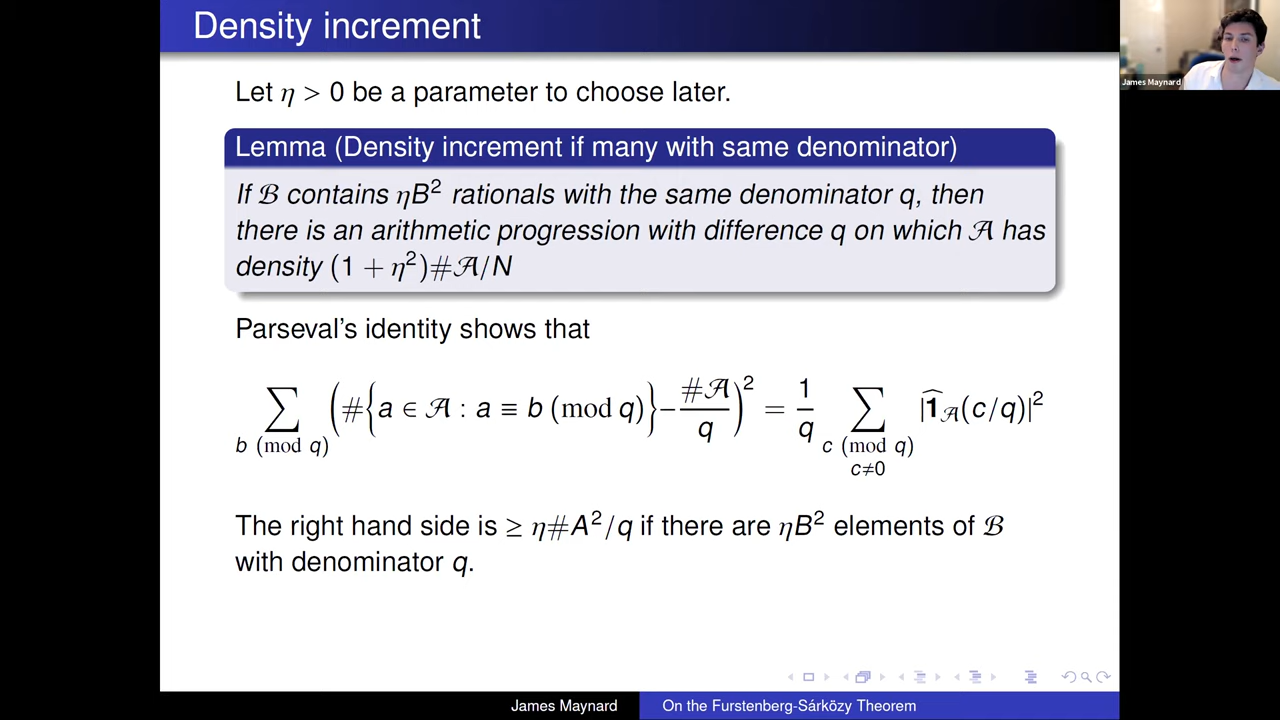 Density increment
James Maynard
Let η > 0 be a parameter to choose later.
Lemma (Density increment if many with same denominator)
If ℬ contains ηB² rationals with the same denominator q, then
there is an arithmetic progression with difference q on which 𝒜 has
density (1 + η²)#𝒜/N
Parseval's identity shows that
∑_{b (mod q)} (#{a ∈ 𝒜 : a ≡ b (mod q)} − #𝒜/q)² = 1/q ∑_{c (mod q), c≠0} |\widehat{𝟏}_𝒜(c/q)|²
The right hand side is ≥ η#A²/q if there are ηB² elements of ℬ
with denominator q.
James Maynard
On the Furstenberg-Sárközy Theorem